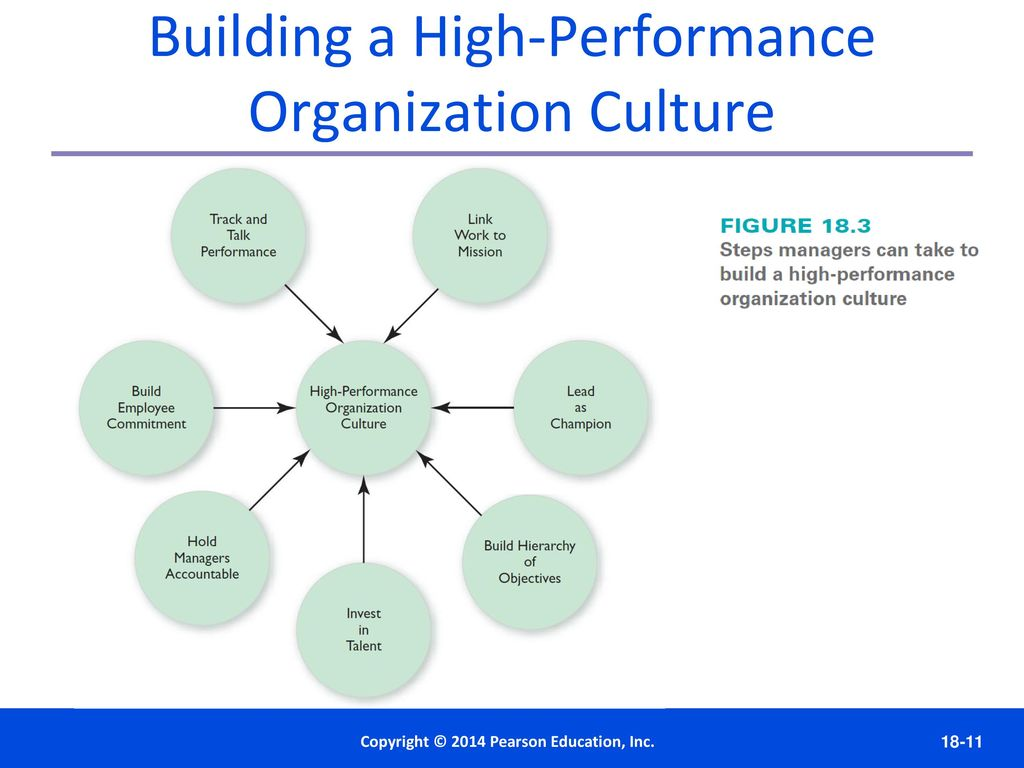 Building a High-Performance
Organization Culture
Track and
Talk
Performance
Link
Work to
Mission
FIGURE 18.3
Steps managers can take to
build a high-performance
organization culture
Build
Employee
Commitment
High-Performance
Organization
Culture
Lead
as
Champion
Hold
Managers
Accountable
Build Hierarchy
of
Objectives
Invest
in
Talent
Copyright © 2014 Pearson Education, Inc.
18-11